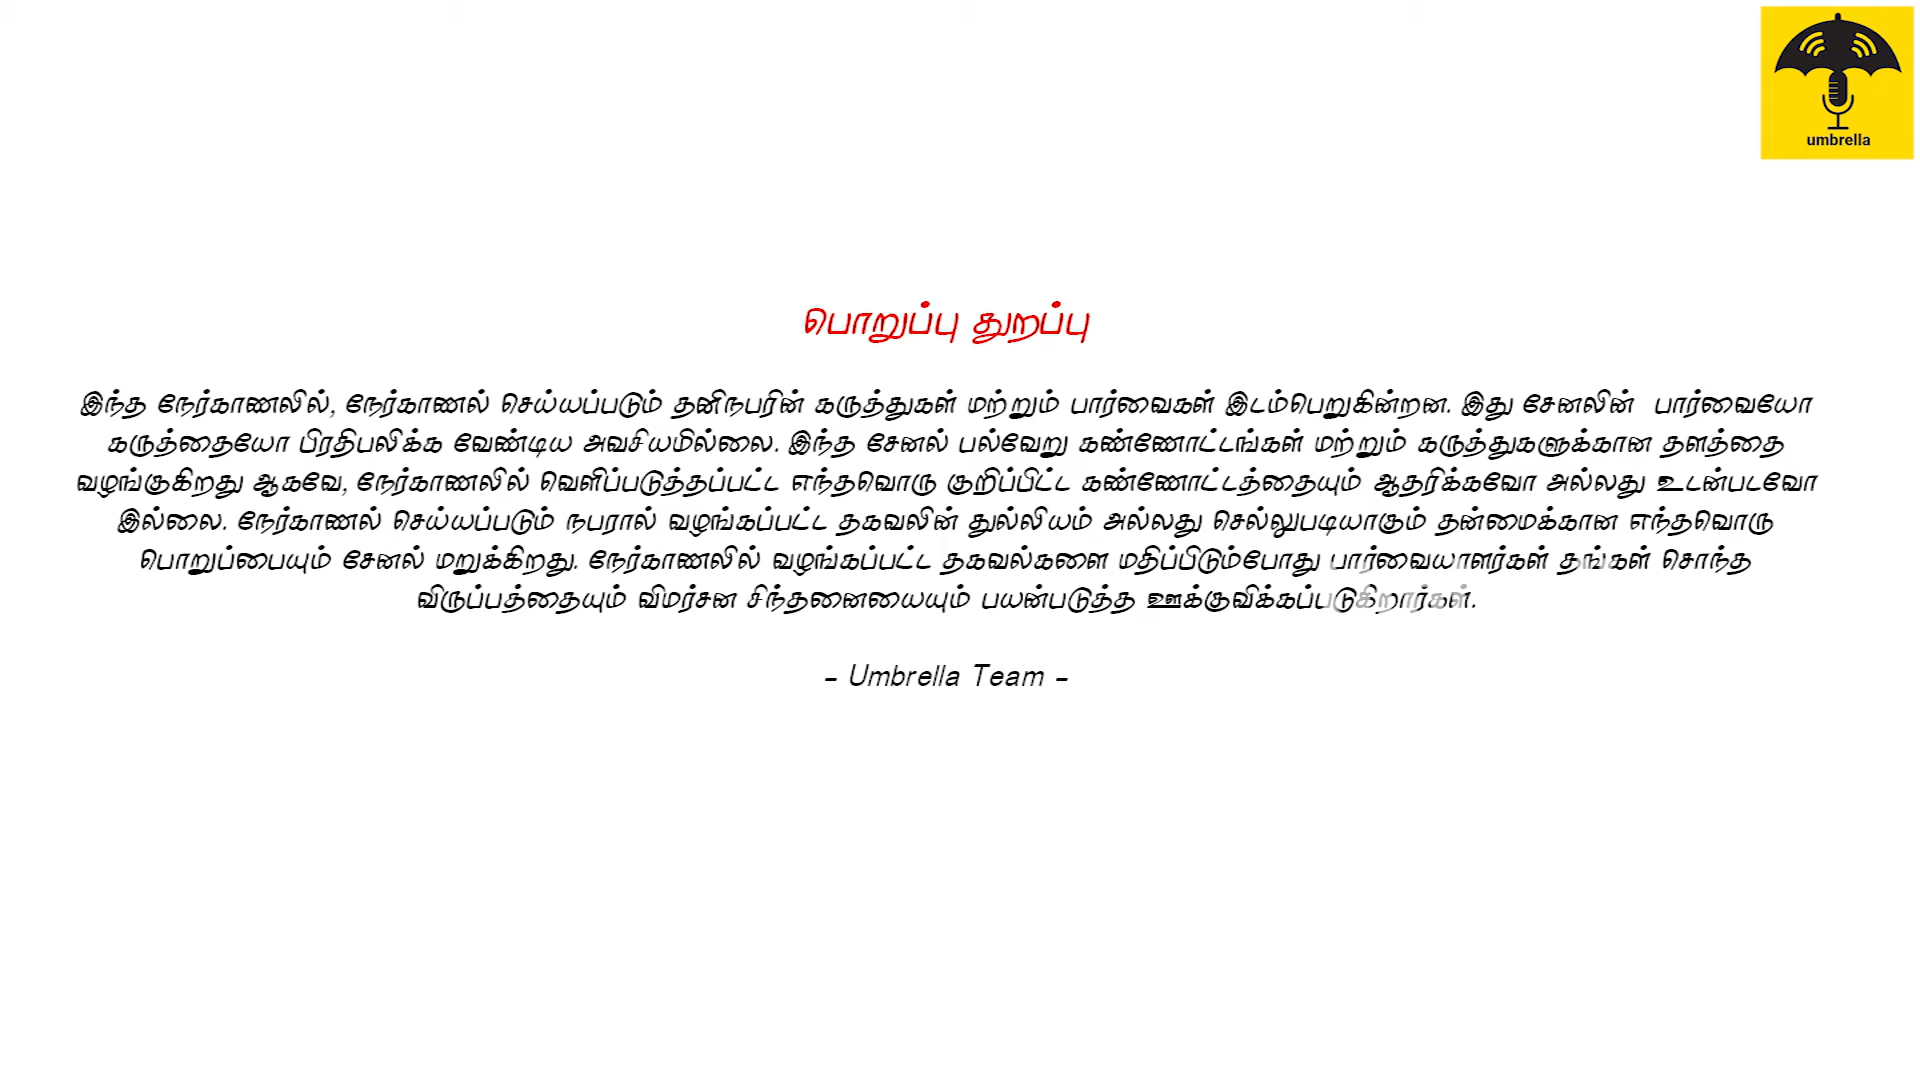 umbrella
பொறுப்பு துறப்பு
இந்த நேர்காணலில், நேர்காணல் செய்யப்படும் தனிநபரின் கருத்துகள் மற்றும் பார்வைகள் இடம்பெறுகின்றன. இது சேனலின் பார்வையோ
கருத்தையோ பிரதிபலிக்க வேண்டிய அவசியமில்லை. இந்த சேனல் பல்வேறு கண்ணோட்டங்கள் மற்றும் கருத்துகளுக்கான தளத்தை
வழங்குகிறது ஆகவே, நேர்காணலில் வெளிப்படுத்தப்பட்ட எந்தவொரு குறிப்பிட்ட கண்ணோட்டத்தையும் ஆதரிக்கவோ அல்லது உடன்படவோ
இல்லை. நேர்காணல் செய்யப்படும் நபரால் வழங்கப்பட்ட தகவலின் துல்லியம் அல்லது செல்லுபடியாகும் தன்மைக்கான எந்தவொரு
பொறுப்பையும் சேனல் மறுக்கிறது. நேர்காணலில் வழங்கப்பட்ட தகவல்களை மதிப்பிடும்போது பார்வையாளர்கள் தங்கள் சொந்த
விருப்பத்தையும் விமர்சன சிந்தனையையும் பயன்படுத்த ஊக்குவிக்கப்படுகிறார்கள்.
- Umbrella Team -